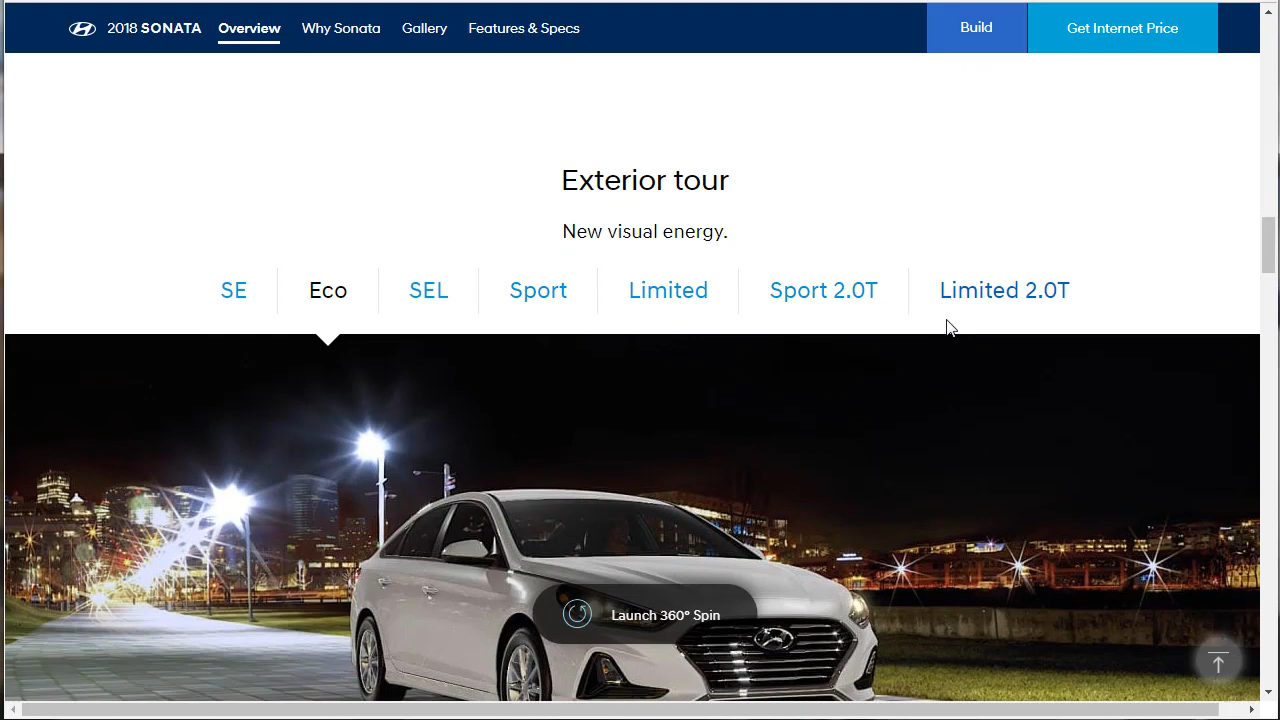 2018 SONATA Overview Why Sonata Gallery Features & Specs Build Get Internet Price
Exterior tour
New visual energy.
SE Eco SEL Sport Limited Sport 2.0T Limited 2.0T
Launch 360° Spin